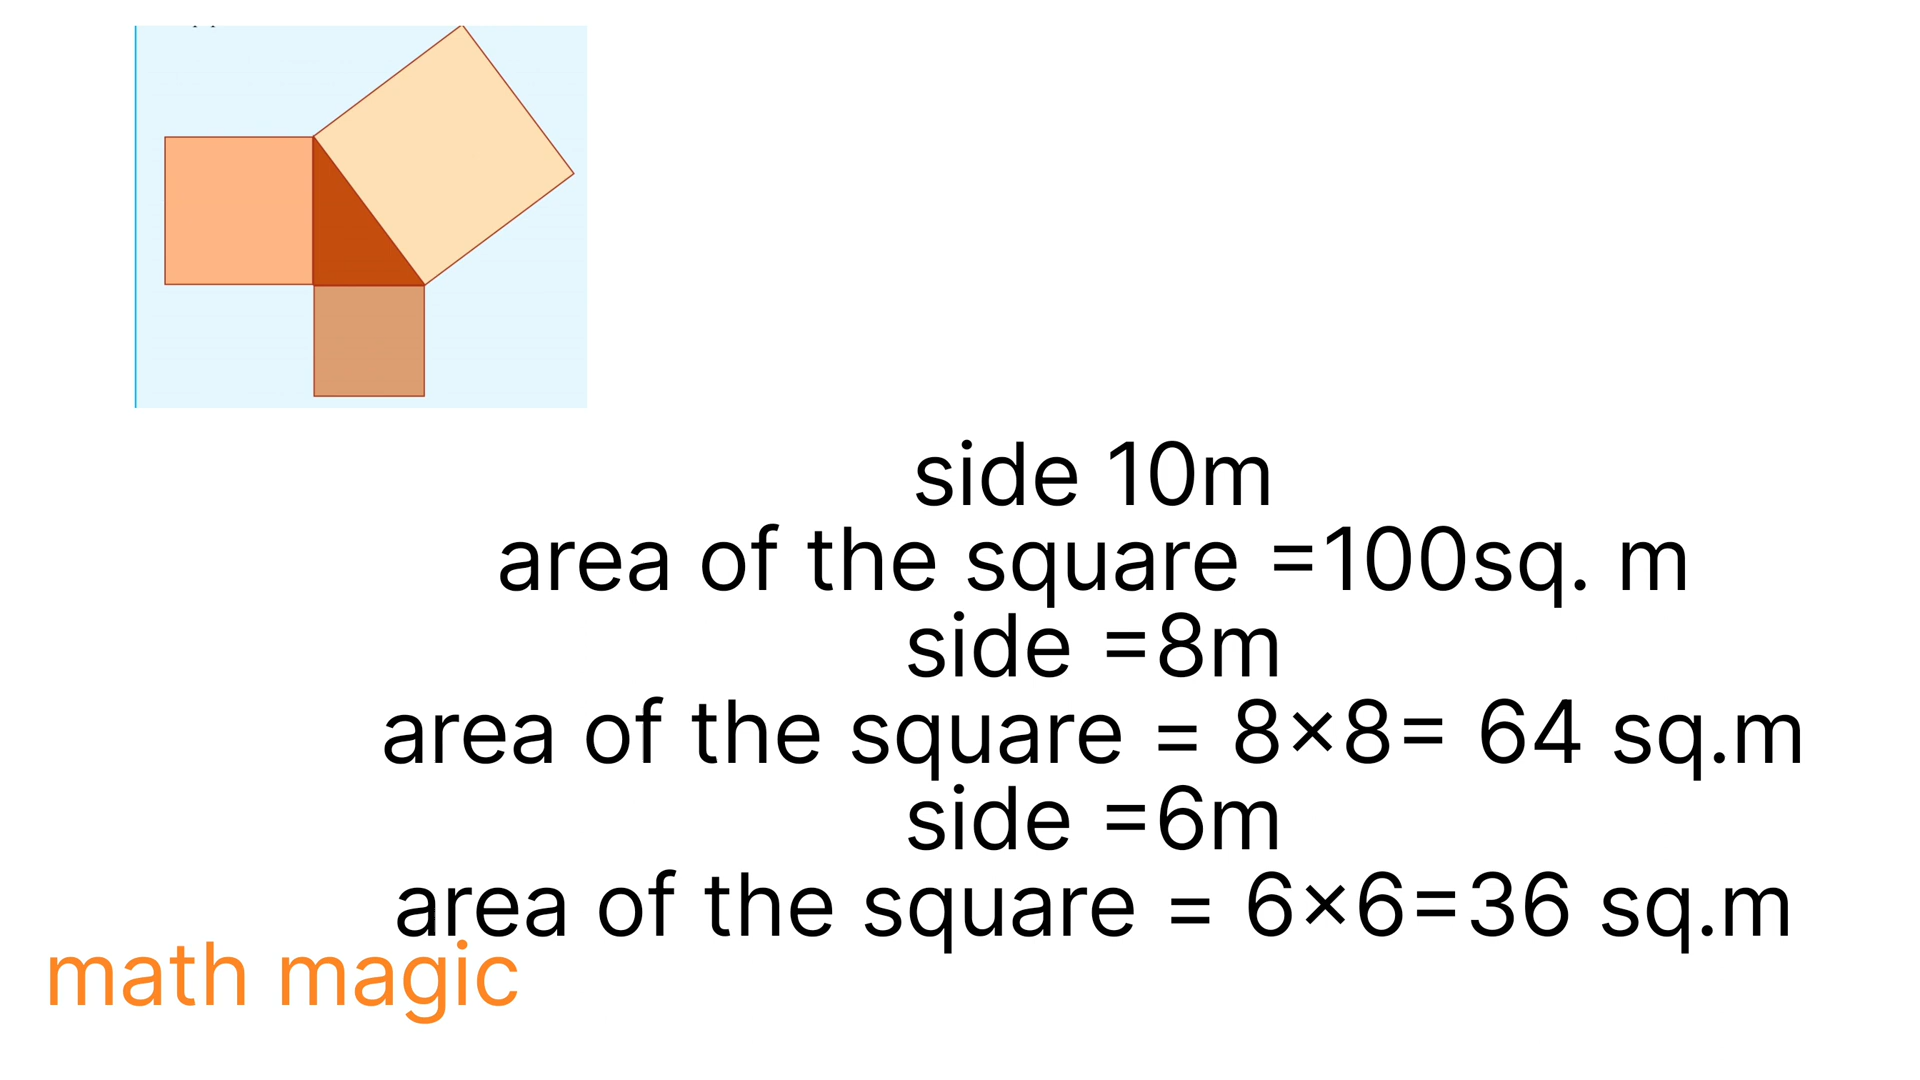 side 10m
area of the square =100sq. m
side =8m
area of the square = 8×8= 64 sq.m
side =6m
area of the square = 6×6=36 sq.m
math magic